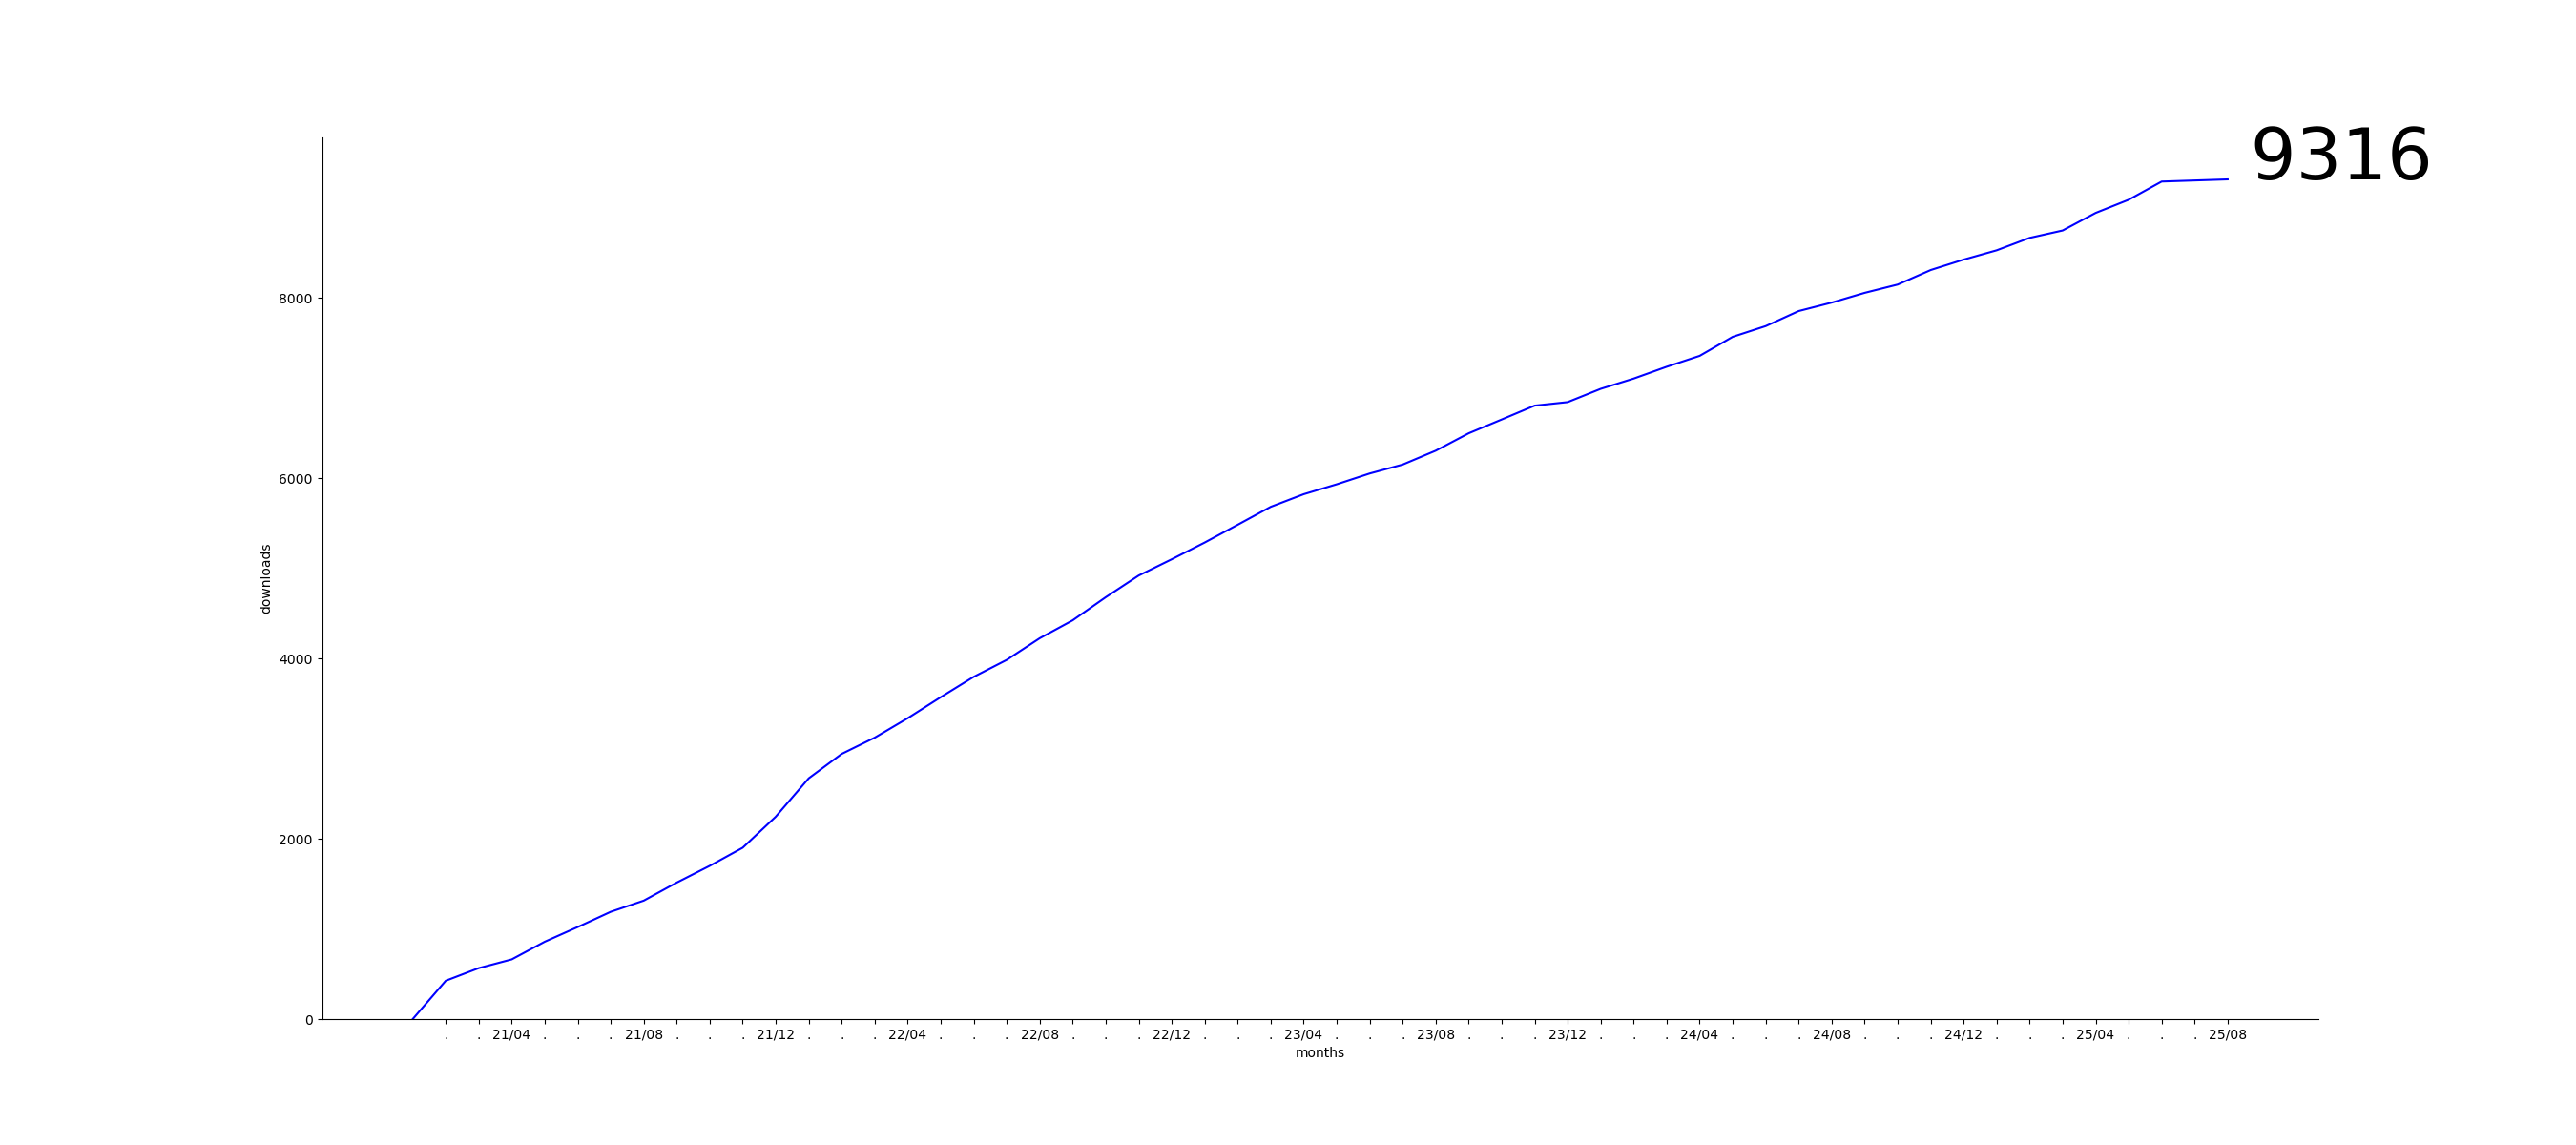 9316
8000
6000
4000
2000
0
downloads
. . 21/04 . . . 21/08 . . . 21/12 . . . 22/04 . . . 22/08 . . . 22/12 . . . 23/04 . . . 23/08 . . . 23/12 . . . 24/04 . . . 24/08 . . . 24/12 . . . 25/04 . . . 25/08
months